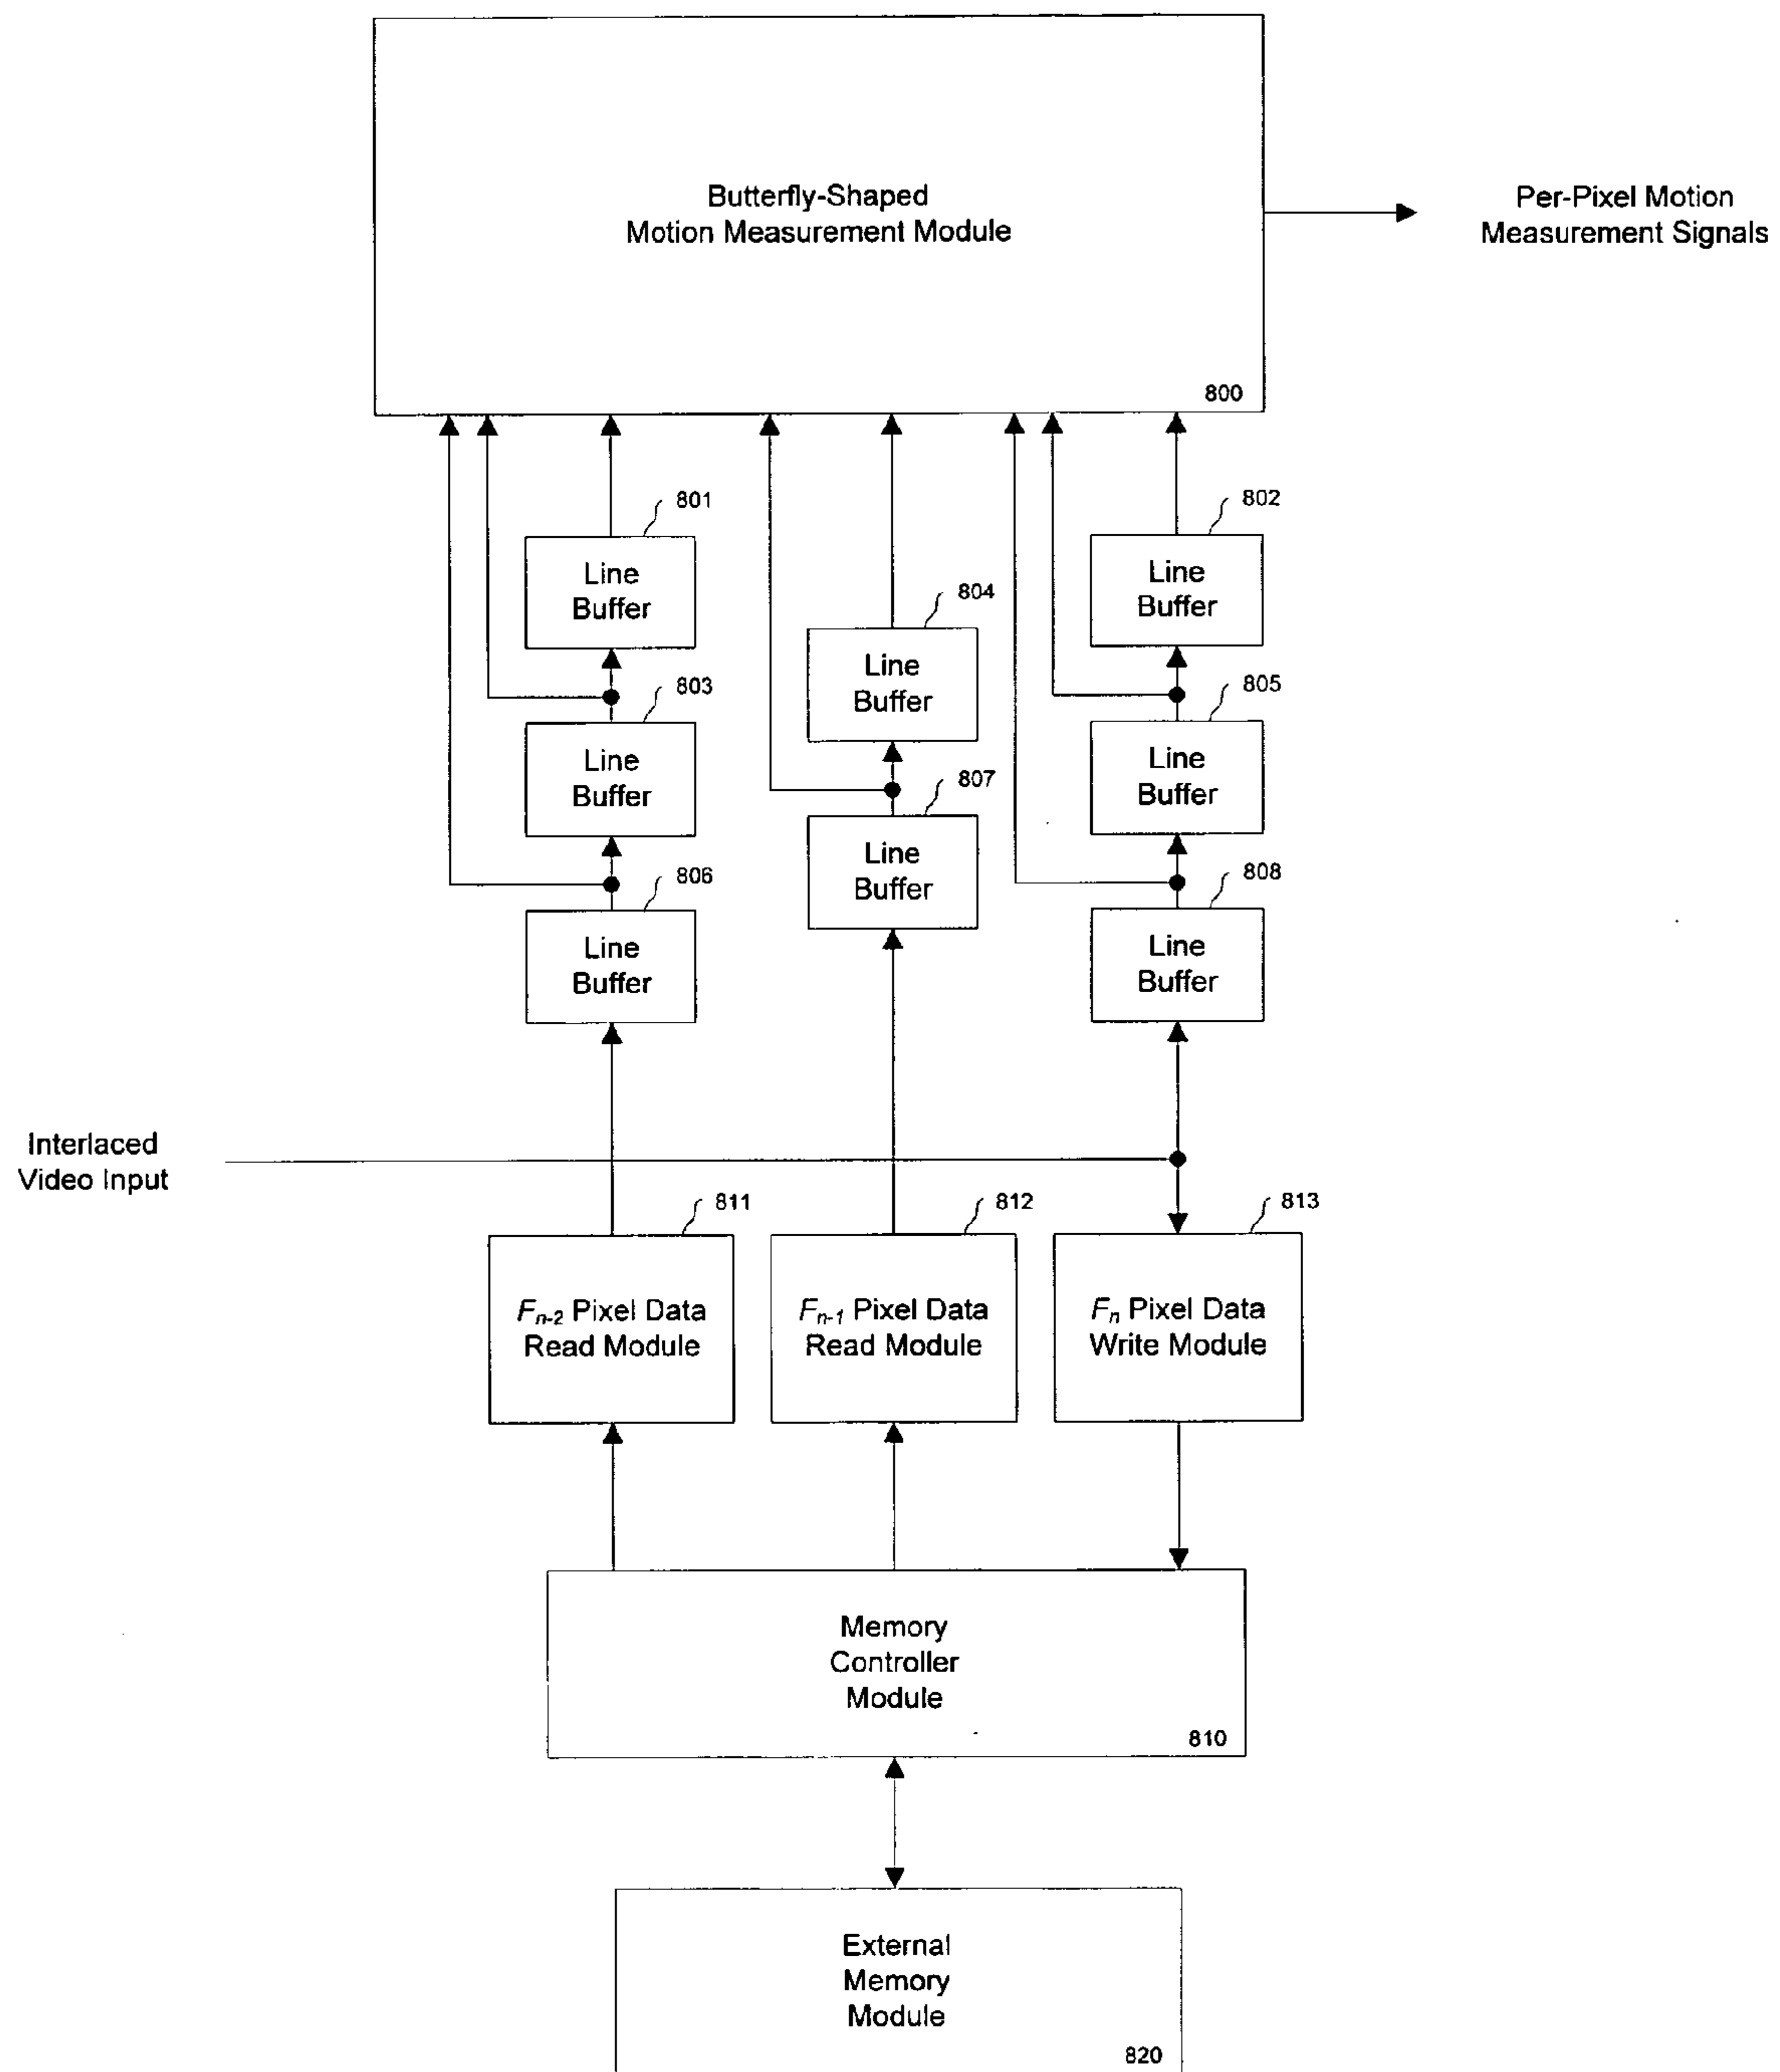 Butterfly-Shaped
Motion Measurement Module
800
Per-Pixel Motion
Measurement Signals
801
Line
Buffer
802
Line
Buffer
804
Line
Buffer
803
Line
Buffer
805
Line
Buffer
807
Line
Buffer
806
Line
Buffer
808
Line
Buffer
Interlaced
Video Input
811
Fn-2 Pixel Data
Read Module
812
Fn-1 Pixel Data
Read Module
813
Fn Pixel Data
Write Module
Memory
Controller
Module
810
External
Memory
Module
820